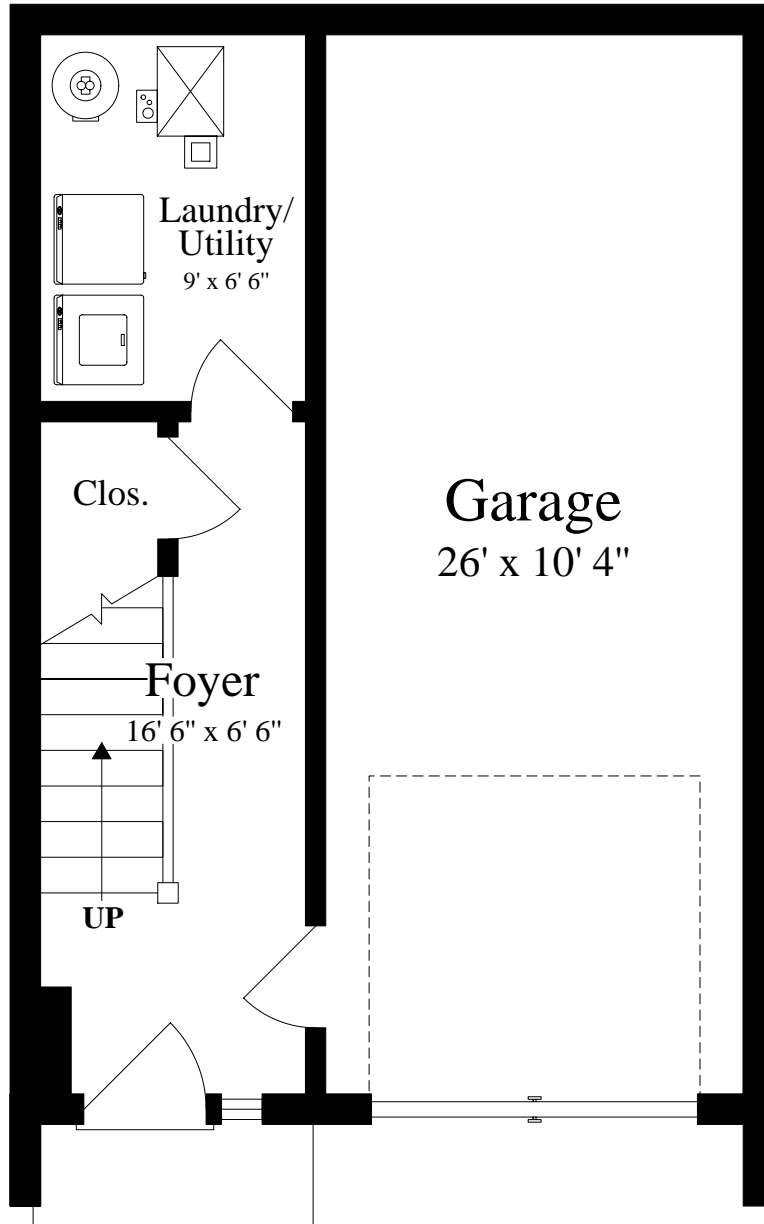 Laundry/
Utility
9' x 6' 6"
Clos.
Garage
26' x 10' 4"
Foyer
16' 6" x 6' 6"
UP